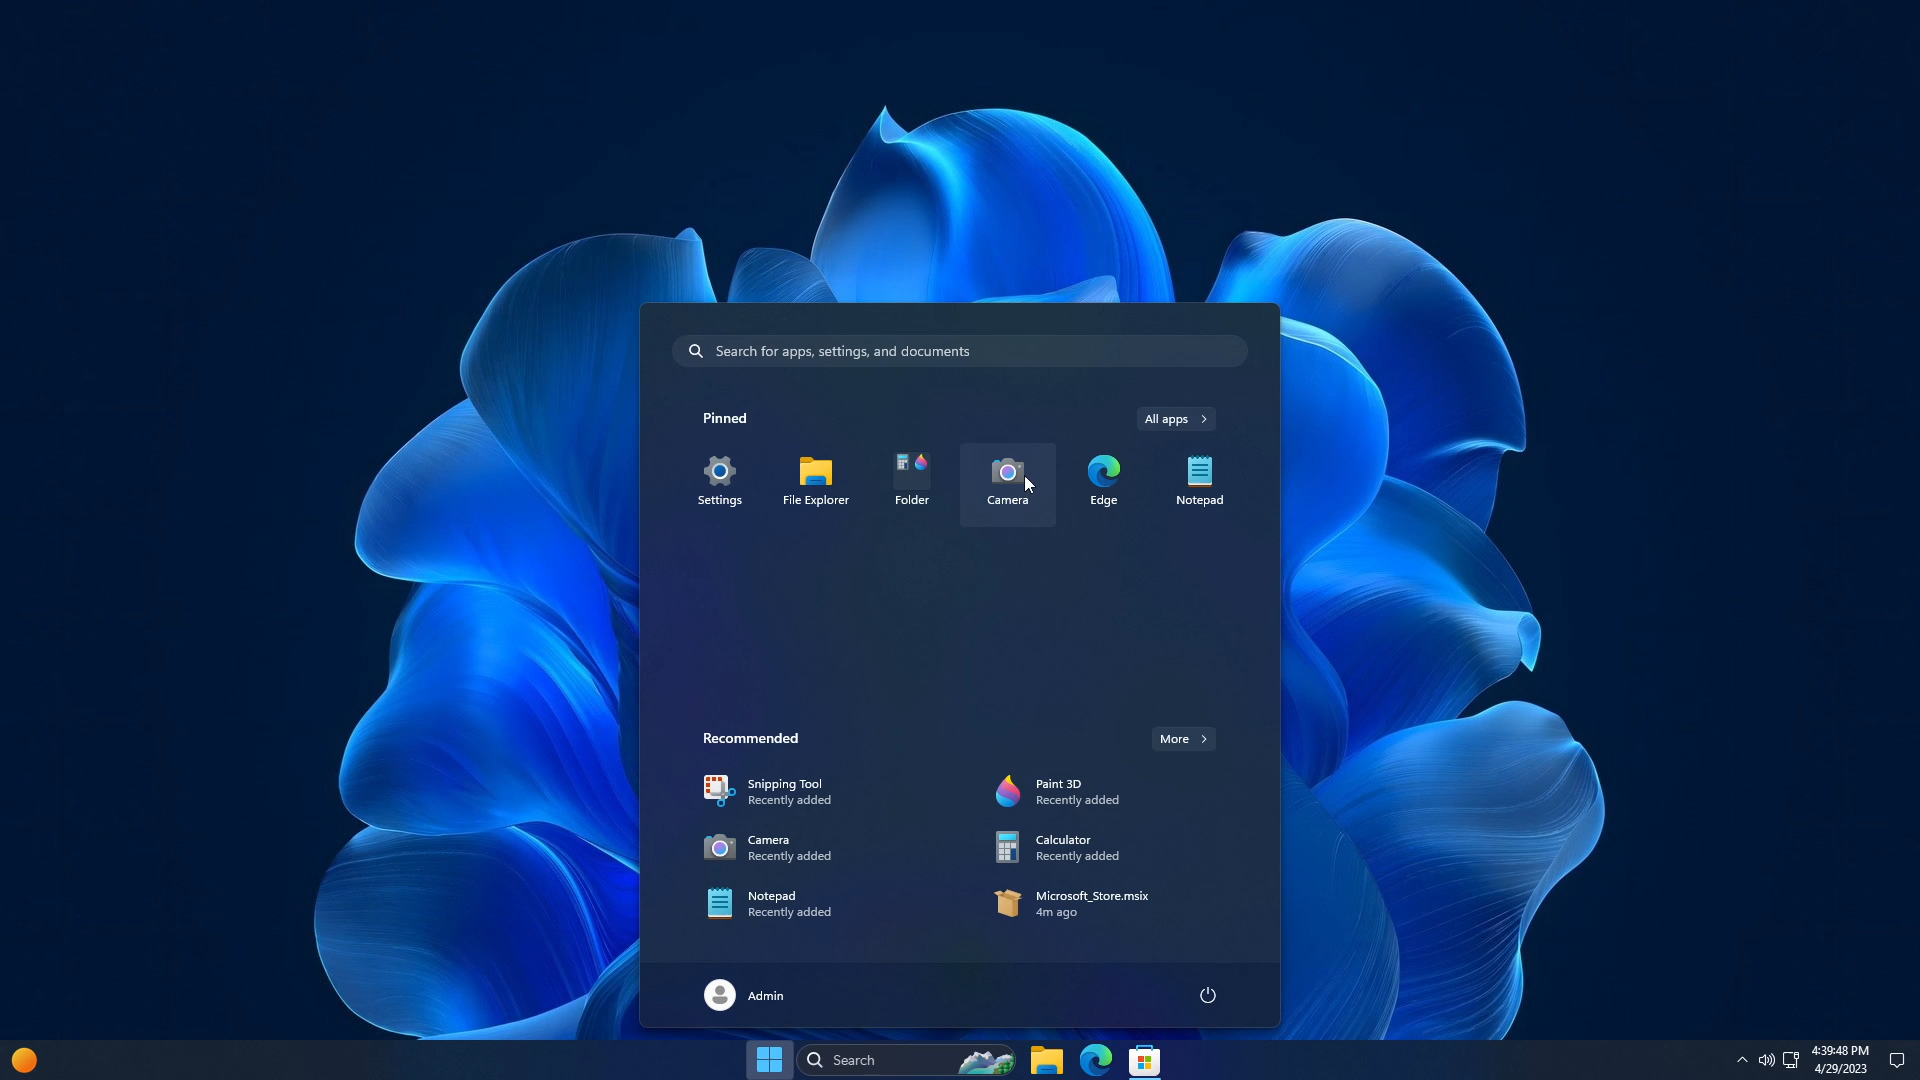 Search for apps, settings, and documents
Pinned
All apps
Settings
File Explorer
Folder
Camera
Edge
Notepad
Recommended
More
Snipping Tool
Recently added
Paint 3D
Recently added
Camera
Recently added
Calculator
Recently added
Notepad
Recently added
Microsoft_Store.msix
4m ago
Admin
Search
4:39:48 PM
4/29/2023